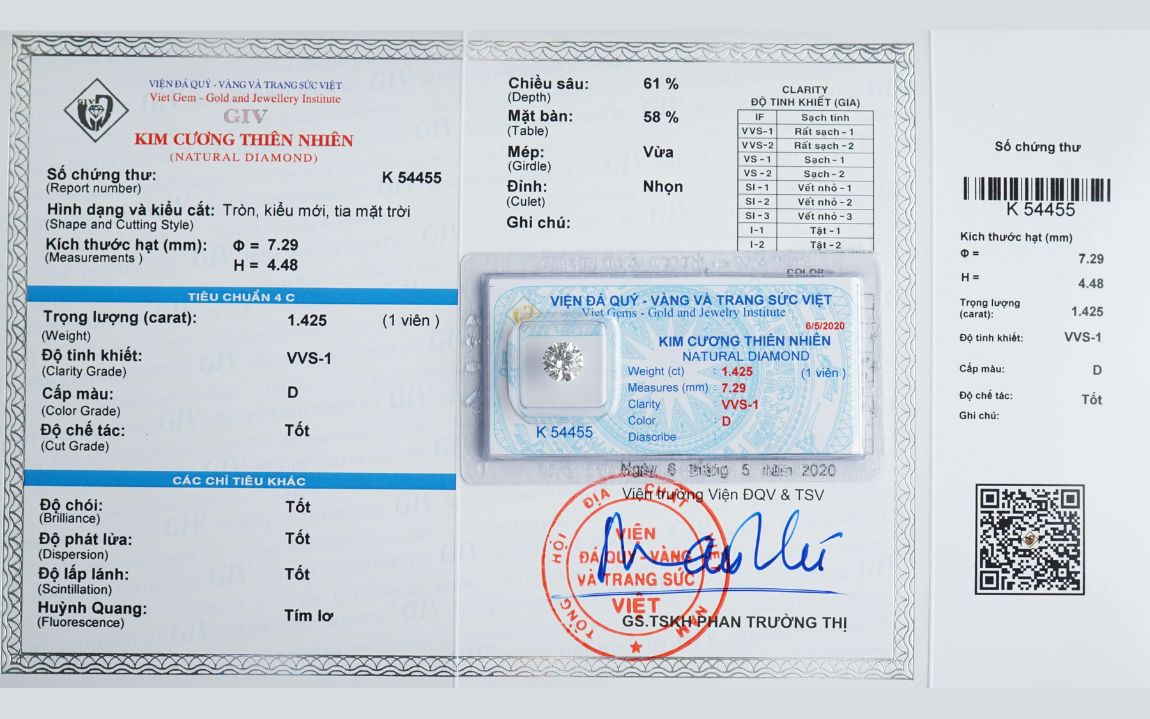 VIỆN ĐÁ QUÝ - VÀNG VÀ TRANG SỨC VIỆT
Viet Gem - Gold and Jewellery Institute
GIV
KIM CƯƠNG THIÊN NHIÊN
(NATURAL DIAMOND)
Số chứng thư: K 54455
(Report number)
Hình dạng và kiểu cắt: Tròn, kiểu mới, tia mặt trời
(Shape and Cutting Style)
Kích thước hạt (mm): Φ = 7.29
(Measurements ) H = 4.48
TIÊU CHUẨN 4 C
Trọng lượng (carat): 1.425 (1 viên )
(Weight)
Độ tinh khiết: VVS-1
(Clarity Grade)
Cấp màu: D
(Color Grade)
Độ chế tác: Tốt
(Cut Grade)
CÁC CHỈ TIÊU KHÁC
Độ chói: Tốt
(Brilliance)
Độ phát lửa: Tốt
(Dispersion)
Độ lấp lánh: Tốt
(Scintillation)
Huỳnh Quang: Tím lơ
(Fluorescence)
Chiều sâu: 61 %
(Depth)
Mặt bàn: 58 %
(Table)
Mép: Vừa
(Girdle)
Đỉnh: Nhọn
(Culet)
Ghi chú:
CLARITY
ĐỘ TINH KHIẾT (GIA)
IF Sạch tinh
VVS-1 Rất sạch - 1
VVS-2 Rất sạch - 2
VS - 1 Sạch - 1
VS - 2 Sạch - 2
SI - 1 Vết nhỏ - 1
SI - 2 Vết nhỏ - 2
SI - 3 Vết nhỏ - 3
I - 1 Tật - 1
I - 2 Tật - 2
COLOR
VIỆN ĐÁ QUÝ - VÀNG VÀ TRANG SỨC VIỆT
Viet Gems - Gold and Jewelry Institute
6/5/2020
KIM CƯƠNG THIÊN NHIÊN
NATURAL DIAMOND
Weight (ct) : 1.425 (1 viên )
Measures (mm) : 7.29
Clarity : VVS-1
Color : D
Diascribe :
K 54455
Ngày 6 tháng 5 năm 2020
Viện trưởng Viện ĐQV & TSV
TỔNG HỘI ĐỊA CHẤT VIỆT NAM
VIỆN
ĐÁ QUÝ - VÀNG
VÀ TRANG SỨC
VIỆT
GS.TSKH PHAN TRƯỜNG THỊ
Số chứng thư
K 54455
Kích thước hạt (mm)
Φ = 7.29
H = 4.48
Trọng lượng
(carat): 1.425
Độ tinh khiết: VVS-1
Cấp màu: D
Độ chế tác: Tốt
Ghi chú: